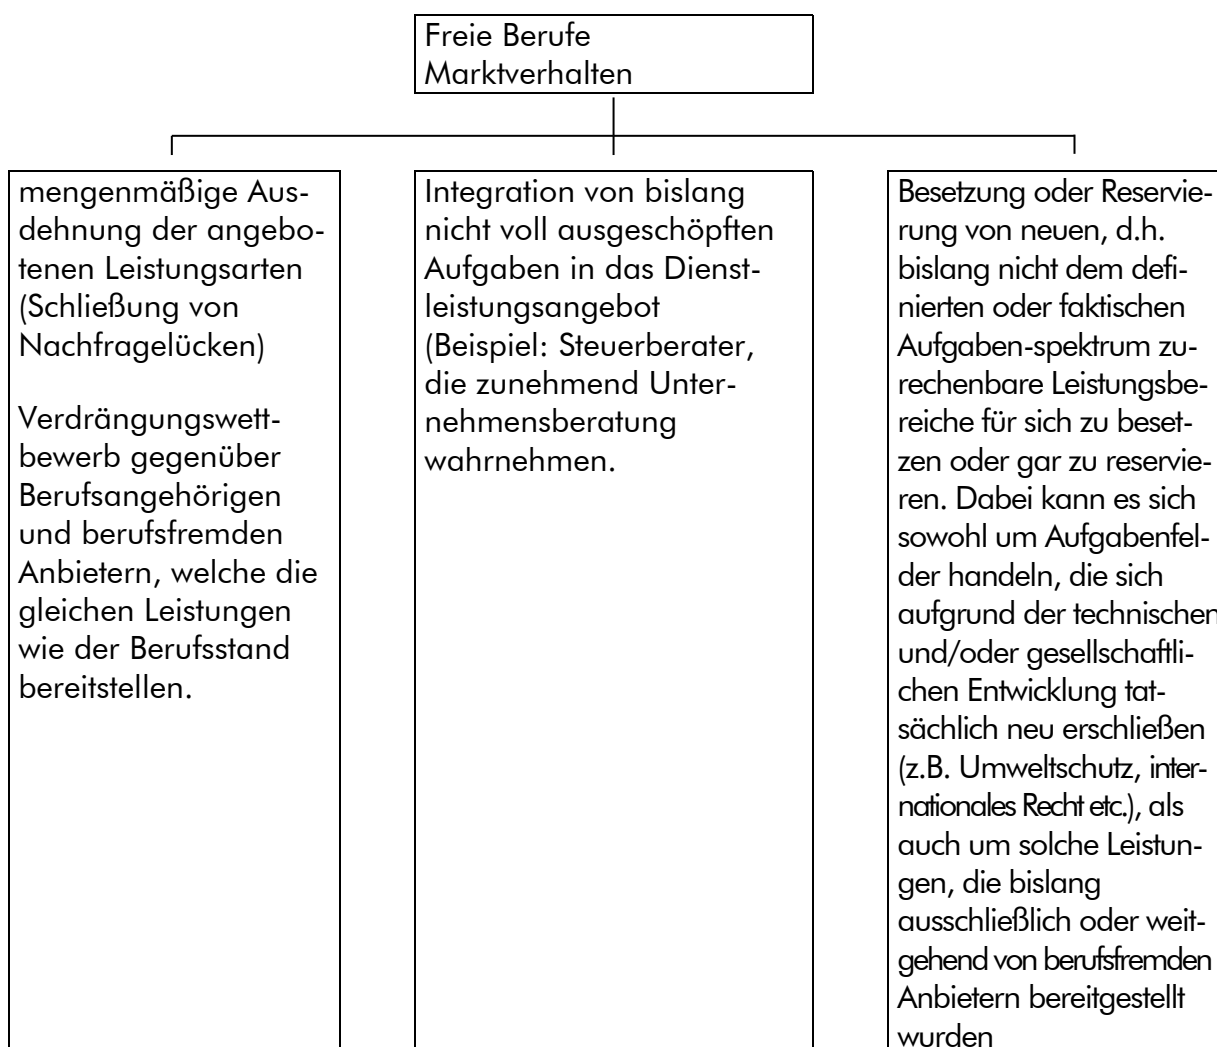 Freie Berufe
Marktverhalten
mengenmäßige Aus-
dehnung der angebo-
tenen Leistungsarten
(Schließung von
Nachfragelücken)
Verdrängungswett-
bewerb gegenüber
Berufsangehörigen
und berufsfremden
Anbietern, welche die
gleichen Leistungen
wie der Berufsstand
bereitstellen.
Integration von bislang
nicht voll ausgeschöpften
Aufgaben in das Dienst-
leistungsangebot
(Beispiel: Steuerberater,
die zunehmend Unter-
nehmensberatung
wahrnehmen.
Besetzung oder Reservie-
rung von neuen, d.h.
bislang nicht dem defi-
nierten oder faktischen
Aufgaben-spektrum zu-
rechenbare Leistungsbe-
reiche für sich zu beset-
zen oder gar zu reservie-
ren. Dabei kann es sich
sowohl um Aufgabenfel-
der handeln, die sich
aufgrund der technischen
und/oder gesellschaftli-
chen Entwicklung tat-
sächlich neu erschließen
(z.B. Umweltschutz, inter-
nationales Recht etc.), als
auch um solche Leistun-
gen, die bislang
ausschließlich oder weit-
gehend von berufsfremden
Anbietern bereitgestellt
wurden